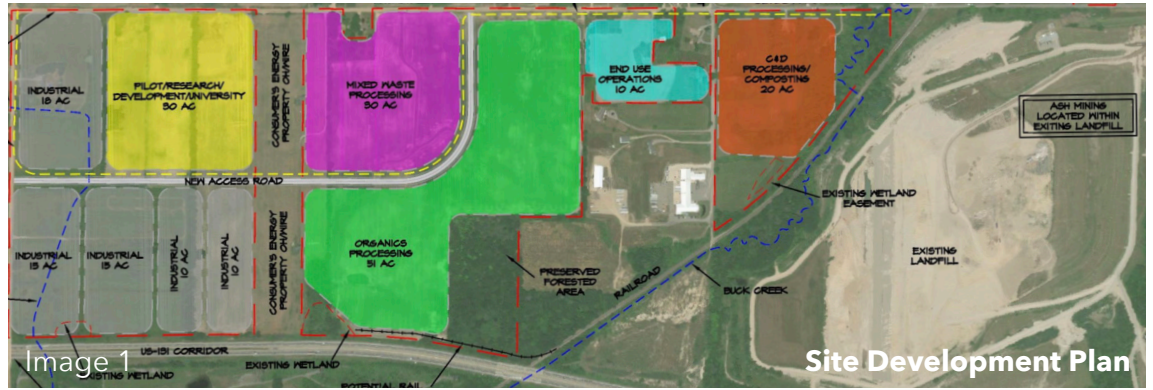 INDUSTRIAL
18 AC
PILOT/RESEARCH/
DEVELOPMENT/UNIVERSITY
30 AC
CONSUMER'S ENERGY
PROPERTY OH/WIRE
MIXED WASTE
PROCESSING
30 AC
END USE
OPERATIONS
10 AC
C&D
PROCESSING/
COMPOSTING
20 AC
ASH MINING
LOCATED WITHIN
EXITING LANDFILL
NEW ACCESS ROAD
EXISTING WETLAND
EASEMENT
INDUSTRIAL
15 AC
INDUSTRIAL
15 AC
INDUSTRIAL
10 AC
INDUSTRIAL
10 AC
CONSUMER'S ENERGY
PROPERTY OH/WIRE
ORGANICS
PROCESSING
51 AC
PRESERVED
FORESTED
AREA
RAILROAD
BUCK CREEK
EXISTING
LANDFILL
US-131 CORRIDOR
EXISTING WETLAND
EXISTING WETLAND
POTENTIAL RAIL
Image 1
Site Development Plan